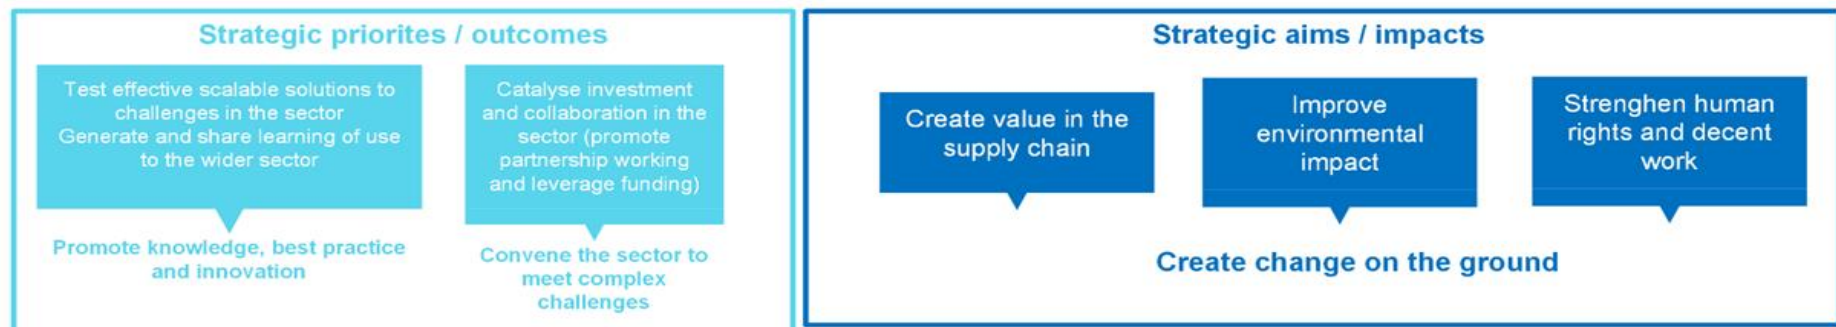 Strategic priorites / outcomes
Test effective scalable solutions to
challenges in the sector
Generate and share learning of use
to the wider sector
Promote knowledge, best practice
and innovation
Catalyse investment
and collaboration in the
sector (promote
partnership working
and leverage funding)
Convene the sector to
meet complex
challenges
Strategic aims / impacts
Create value in the
supply chain
Improve
environmental
impact
Strenghen human
rights and decent
work
Create change on the ground